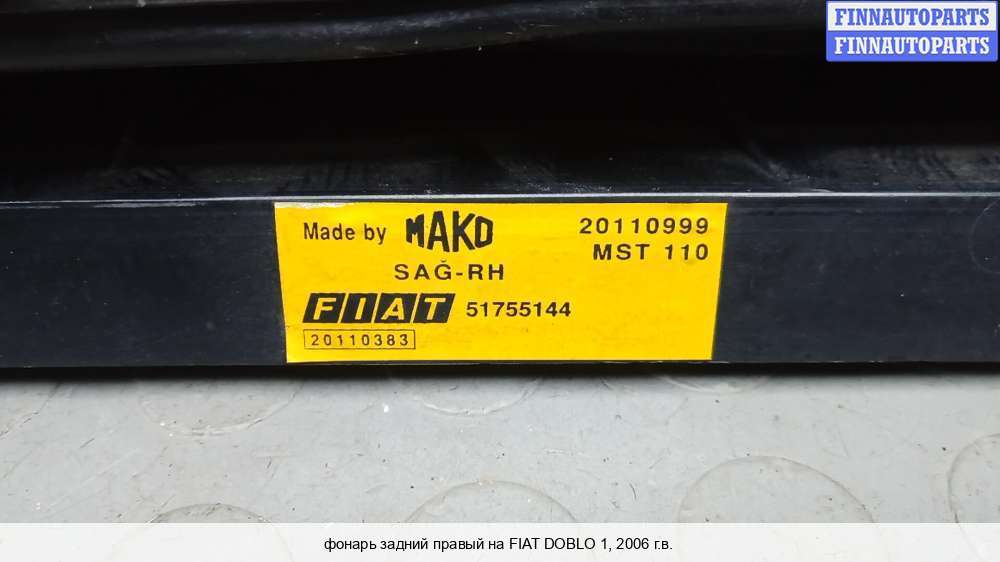 FINNAUTOPARTS
FINNAUTOPARTS
Made by MAKO 20110999
MST 110
SAĞ-RH
FIAT 51755144
20110383
фонарь задний правый на FIAT DOBLO 1, 2006 г.в.